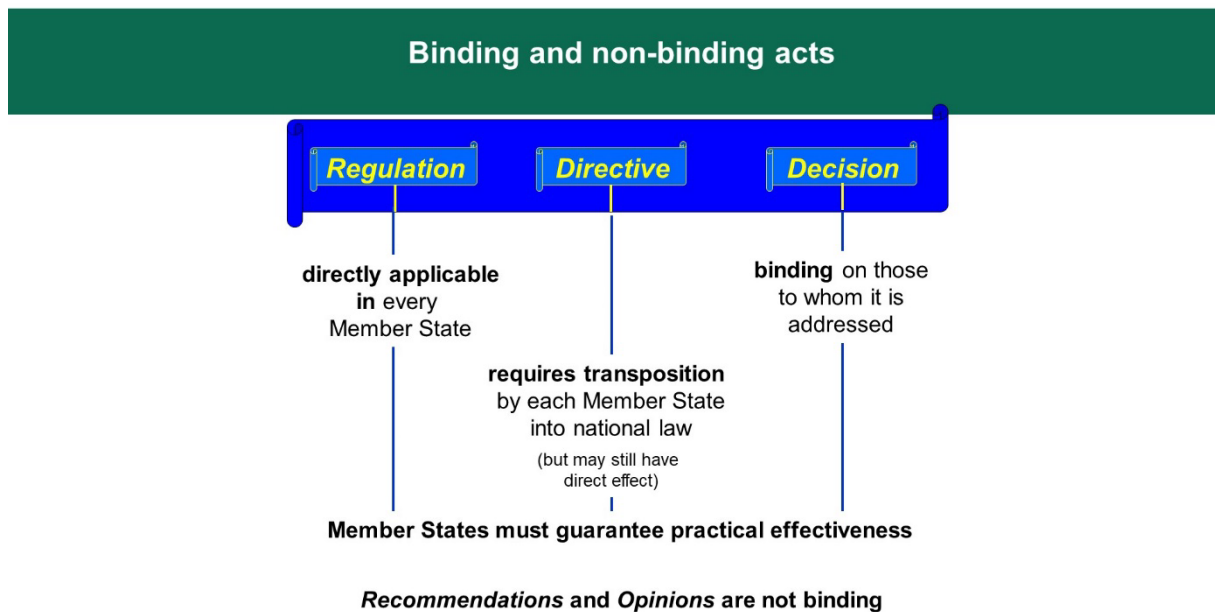 Binding and non-binding acts
Regulation
Directive
Decision
directly applicable
in every
Member State
binding on those
to whom it is
addressed
requires transposition
by each Member State
into national law
(but may still have
direct effect)
Member States must guarantee practical effectiveness
Recommendations and Opinions are not binding